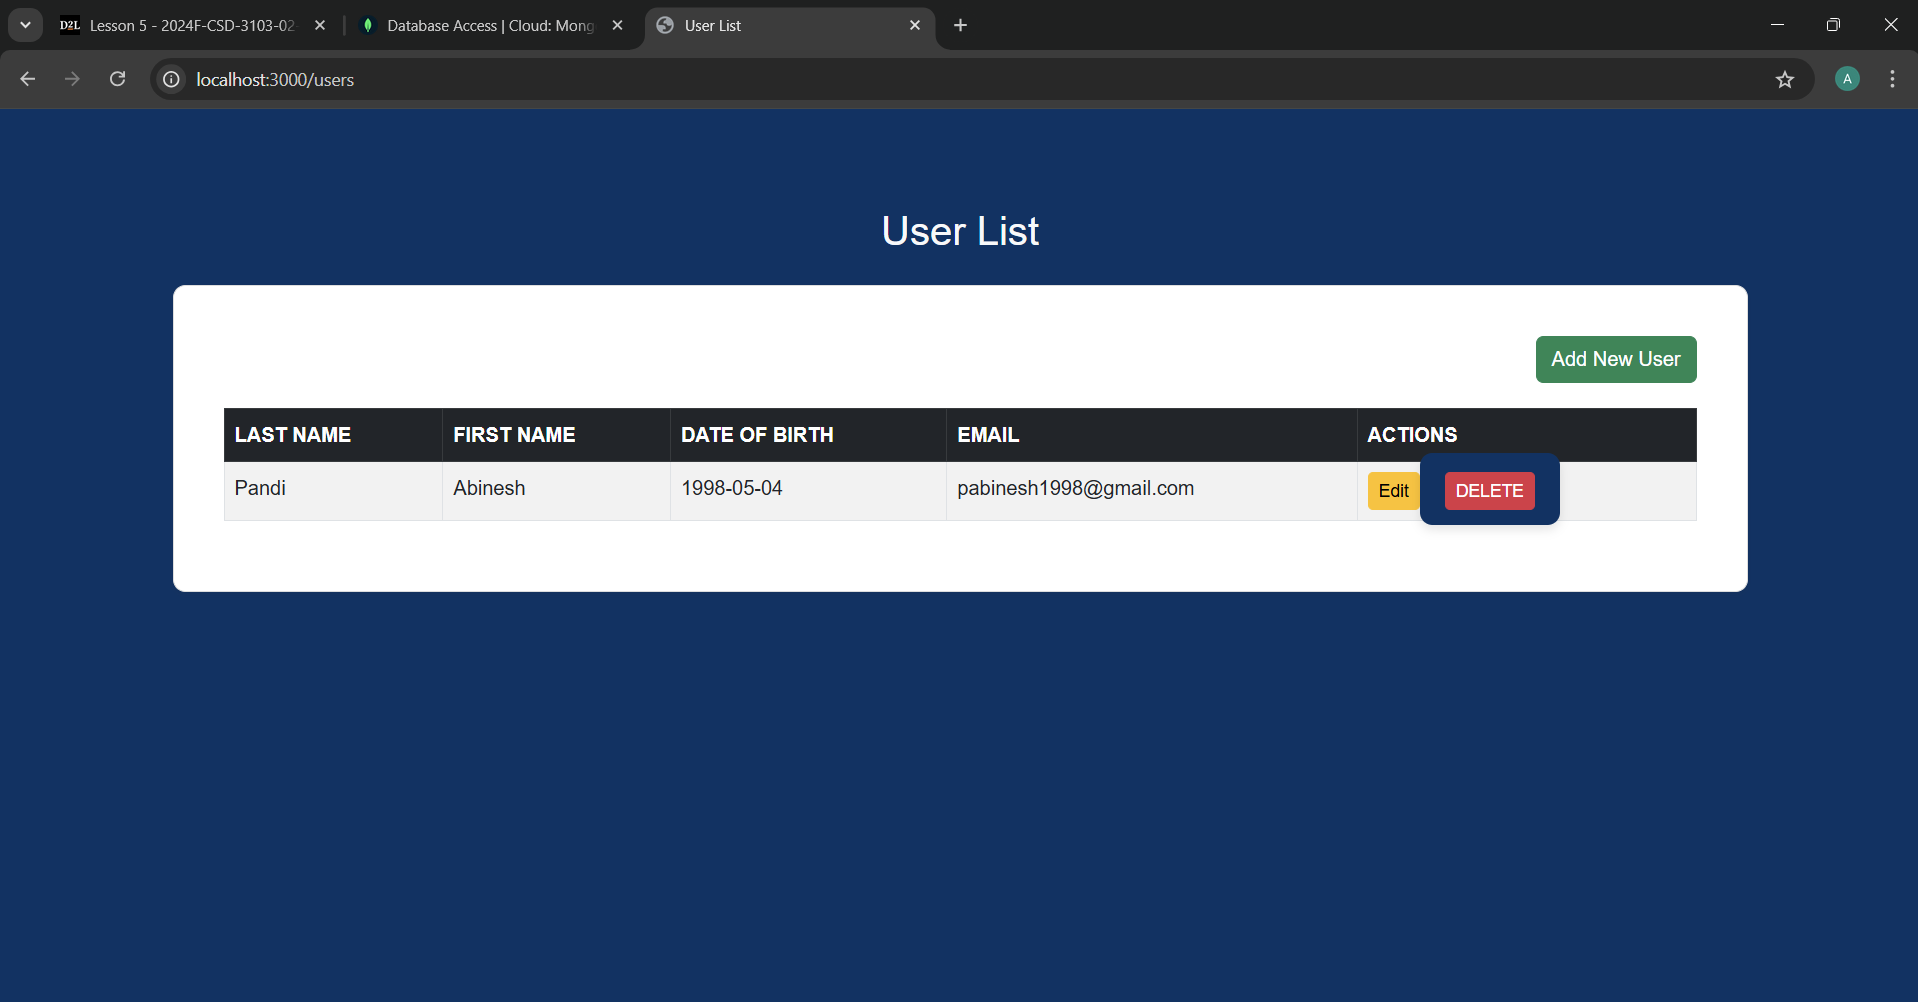 D2L Lesson 5 - 2024F-CSD-3103-02- Database Access | Cloud: Mong User List
localhost:3000/users A
User List
Add New User
LAST NAME FIRST NAME DATE OF BIRTH EMAIL ACTIONS
Pandi Abinesh 1998-05-04 pabinesh1998@gmail.com Edit DELETE